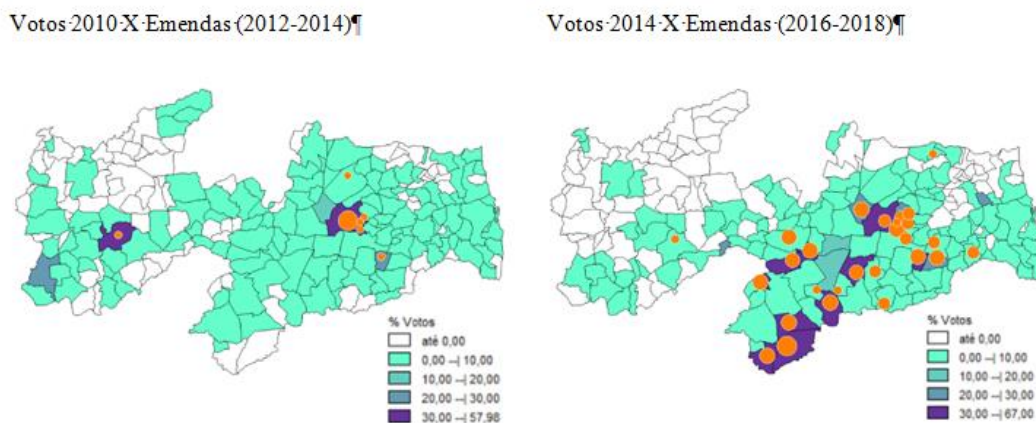 Votos·2010·X·Emendas·(2012-2014)¶
Votos·2014·X·Emendas·(2016-2018)¶
% Votos
até 0,00
0,00 --| 10,00
10,00 --| 20,00
20,00 --| 30,00
30,00 --| 57,98
% Votos
até 0,00
0,00 --| 10,00
10,00 --| 20,00
20,00 --| 30,00
30,00 --| 67,00